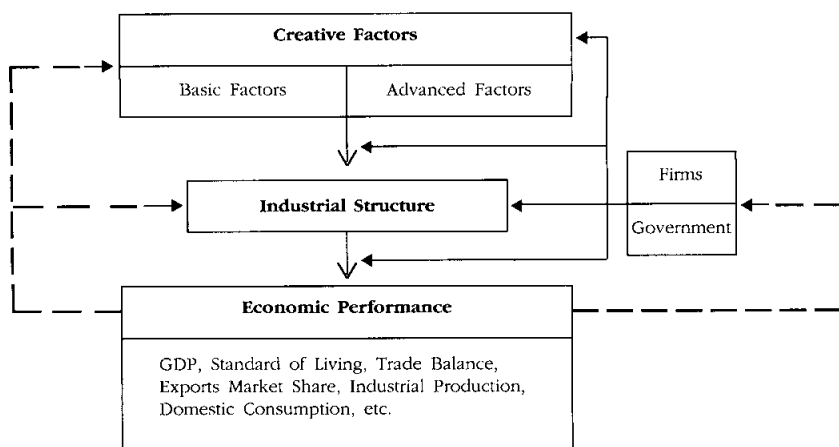 Creative Factors
Basic Factors
Advanced Factors
Firms
Industrial Structure
Government
Economic Performance
GDP, Standard of Living, Trade Balance,
Exports Market Share, Industrial Production,
Domestic Consumption, etc.